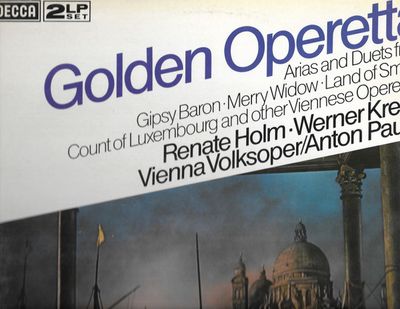 DECCA 2LP SET
Golden Operetta
Arias and Duets f
Gipsy Baron · Merry Widow · Land of Sm
Count of Luxembourg and other Viennese Opere
Renate Holm · Werner Kre
Vienna Volksoper/Anton Pau